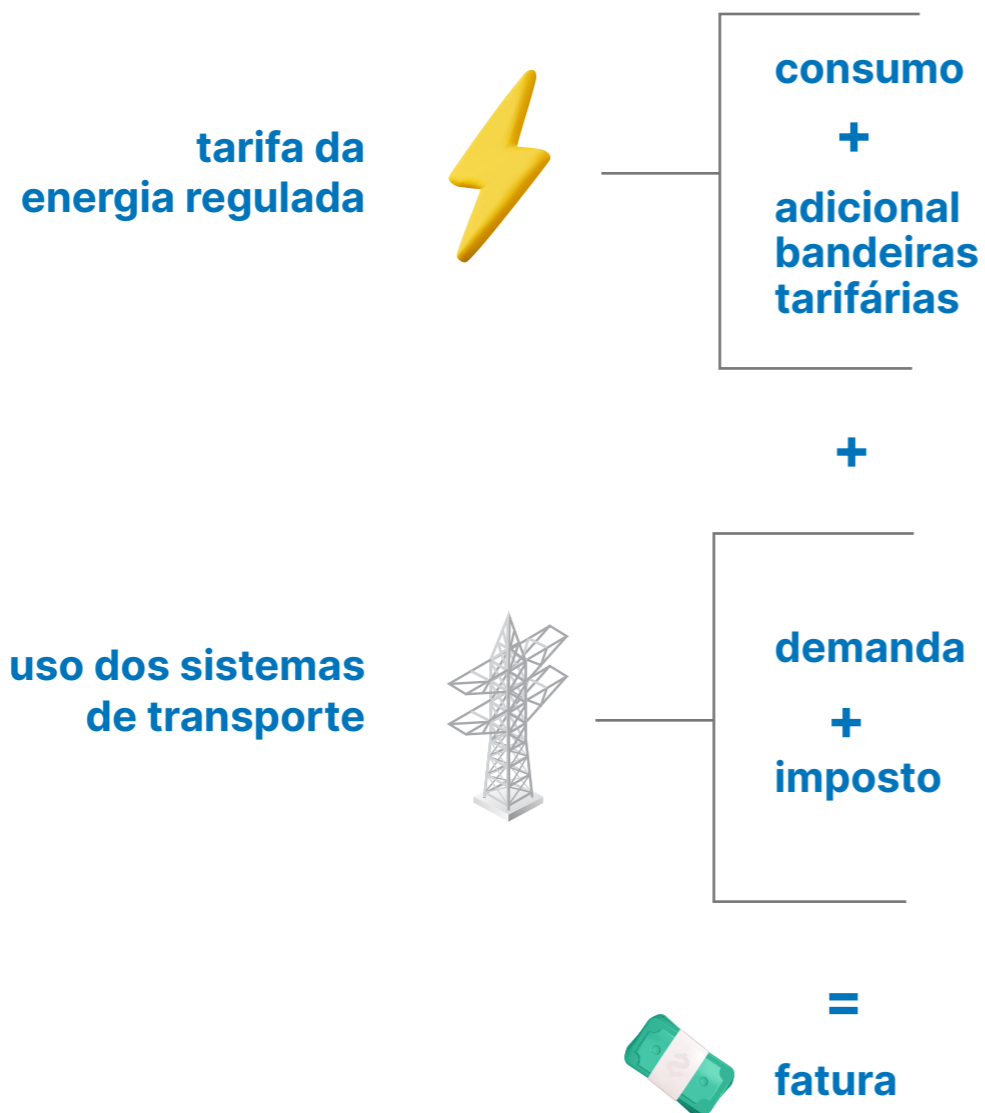 tarifa da
energia regulada
consumo
+
adicional
bandeiras
tarifárias
+
uso dos sistemas
de transporte
demanda
+
imposto
=
fatura